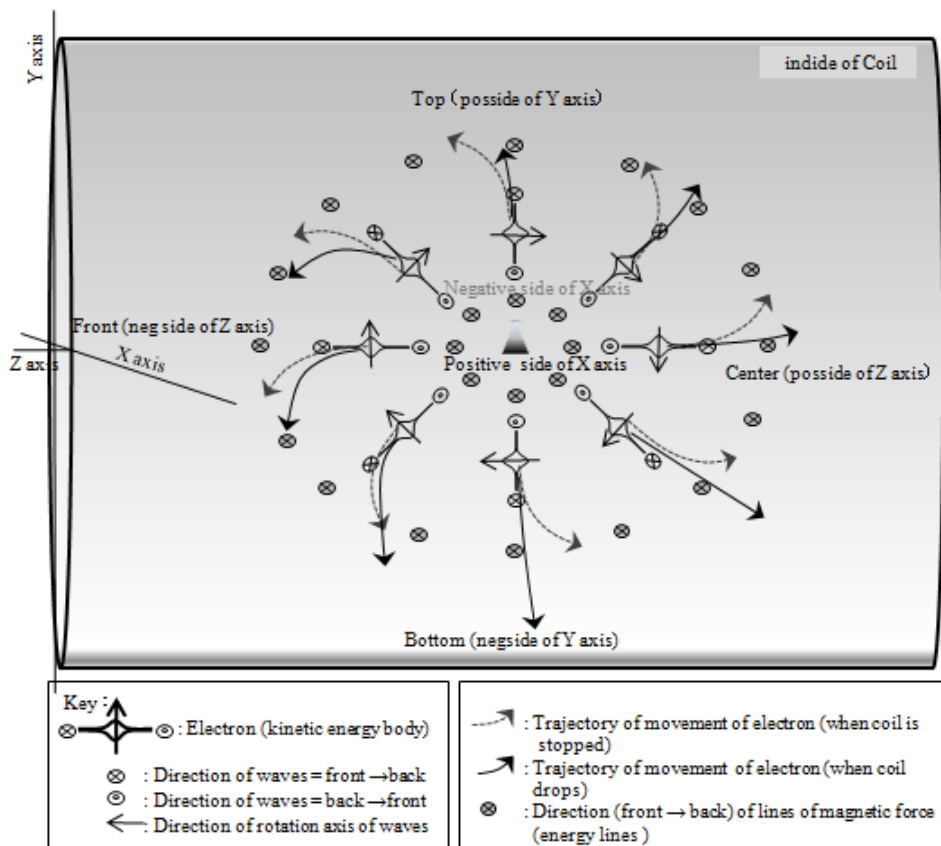 Y axis
indide of Coil
Top (posside of Y axis)
Negative side of X axis
Front (neg side of Z axis)
Z axis
X axis
Positive side of X axis
Center (posside of Z axis)
Bottom (negside of Y axis)
Key :
: Electron (kinetic energy body)
: Direction of waves = front → back
: Direction of waves = back → front
: Direction of rotation axis of waves
: Trajectory of movement of electron (when coil is
stopped)
: Trajectory of movement of electron (when coil
drops)
: Direction (front → back) of lines of magnetic force
(energy lines )